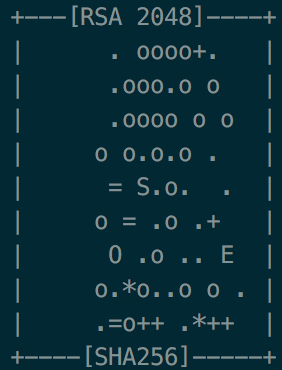 +---[RSA 2048]----+
|      . oooo+.   |
|      .ooo.o o   |
|      .oooo o o  |
|     o o.o.o .   |
|      = S.o.  .  |
|     o = .o .+   |
|      O .o .. E  |
|     o.*o..o o . |
|     .=o++ .*++  |
+----[SHA256]-----+